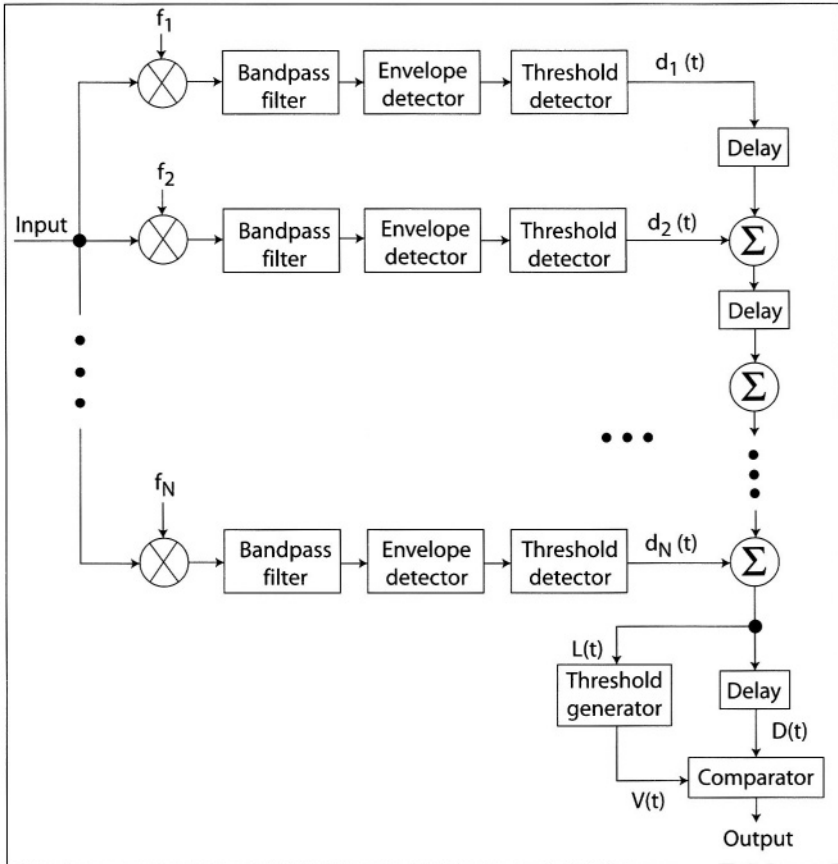 f1
Bandpass filter
Envelope detector
Threshold detector
d1 (t)
Delay
f2
Input
Bandpass filter
Envelope detector
Threshold detector
d2 (t)
Σ
Delay
Σ
fN
Bandpass filter
Envelope detector
Threshold detector
dN (t)
Σ
L(t)
Threshold generator
Delay
D(t)
V(t)
Comparator
Output